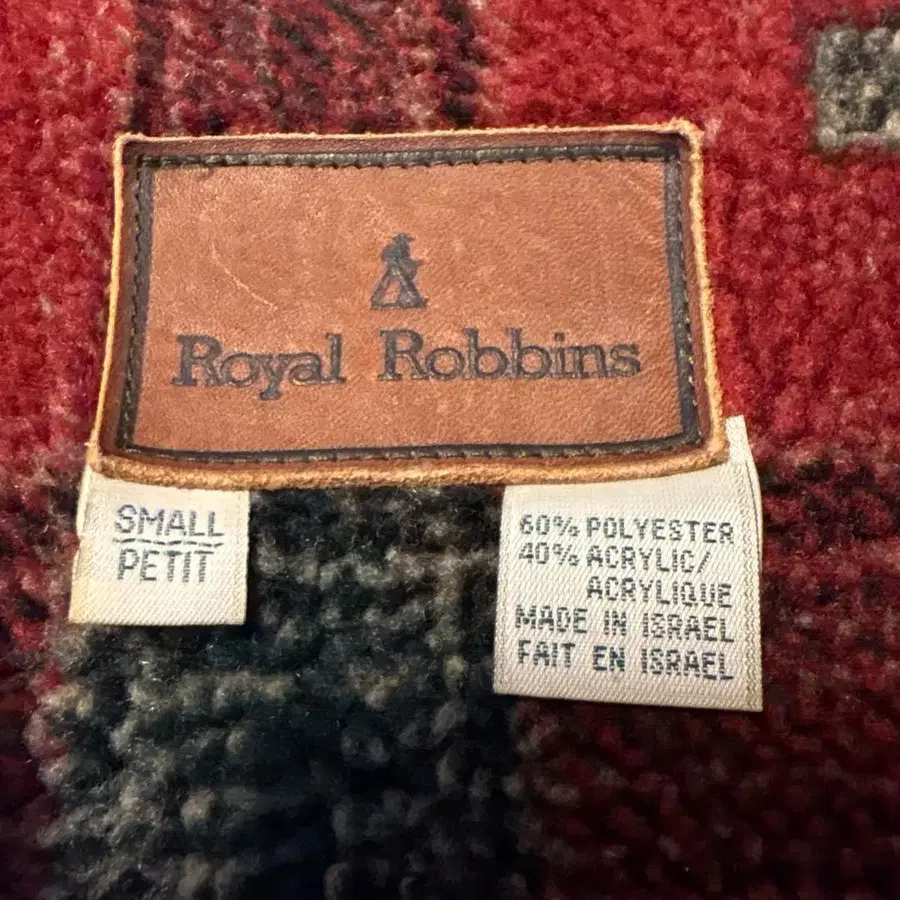 Royal Robbins
SMALL
PETIT
60% POLYESTER
40% ACRYLIC/
ACRYLIQUE
MADE IN ISRAEL
FAIT EN ISRAEL